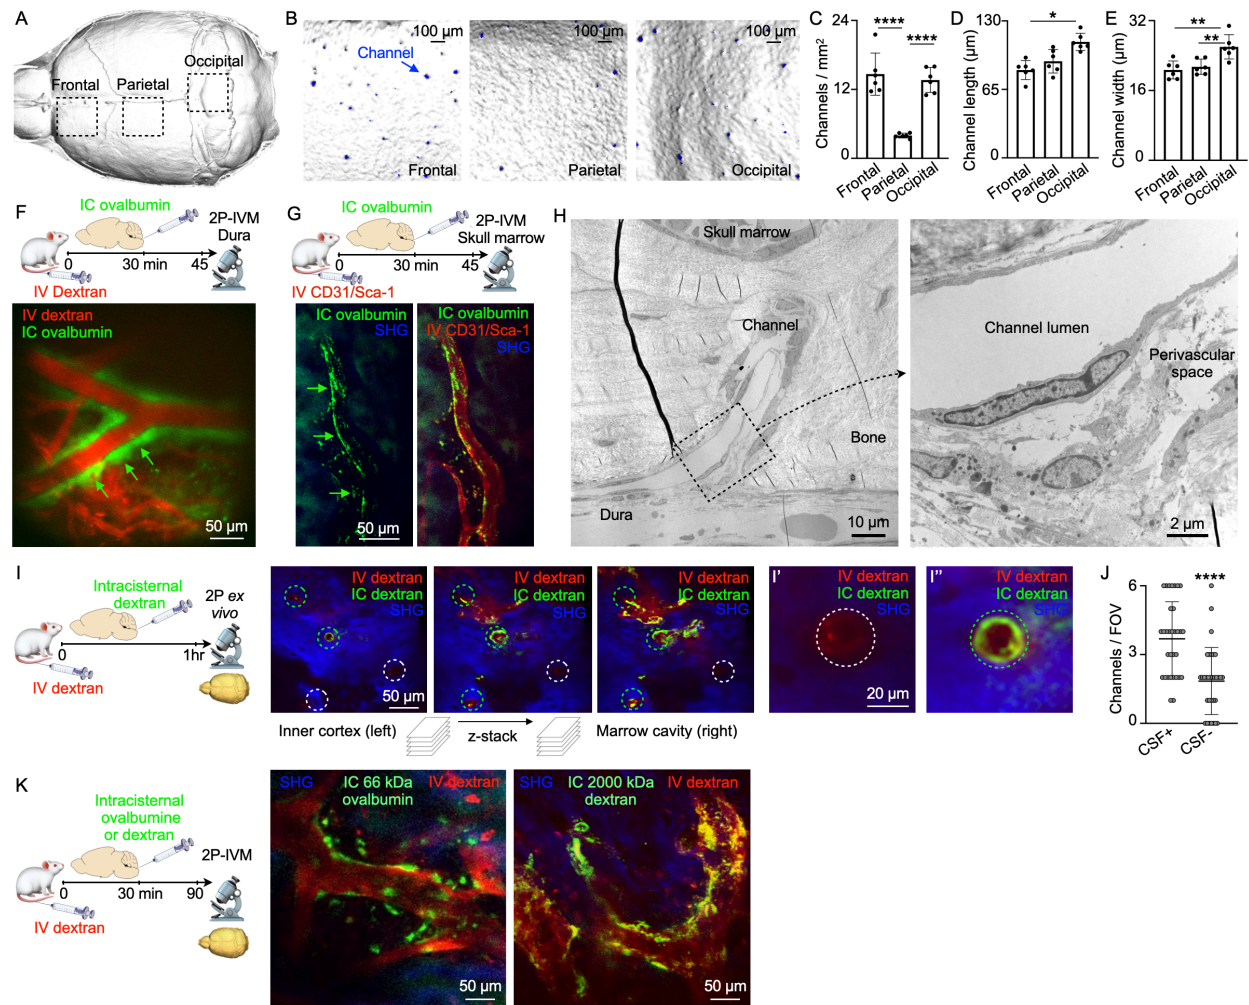 A
Frontal
Parietal
Occipital
B
100 µm
Channel
Frontal
100 µm
Parietal
100 µm
Occipital
C
Channels / mm2
24
12
0
****
****
Frontal
Parietal
Occipital
D
Channel length (µm)
130
65
0
*
Frontal
Parietal
Occipital
E
Channel width (µm)
32
16
0
**
**
Frontal
Parietal
Occipital
F
IC ovalbumin
2P-IVM
Dura
0
30 min
45
IV Dextran
IV dextran
IC ovalbumin
50 µm
G
IC ovalbumin
2P-IVM
Skull marrow
0
30 min
45
IV CD31/Sca-1
IC ovalbumin
SHG
50 µm
IC ovalbumin
IV CD31/Sca-1
SHG
H
Skull marrow
Channel
Bone
Dura
10 µm
Channel lumen
Perivascular
space
2 µm
I
Intracisternal
dextran
2P ex
vivo
0
1hr
IV dextran
IV dextran
IC dextran
SHG
50 µm
IV dextran
IC dextran
SHG
IV dextran
IC dextran
SHG
Inner cortex (left)
z-stack
Marrow cavity (right)
I'
IV dextran
IC dextran
SHG
20 µm
I"
IV dextran
IC dextran
SHG
J
Channels / FOV
6
3
0
****
CSF+
CSF-
K
Intracisternal
ovalbumine
or dextran
2P-IVM
0
30 min
90
IV dextran
SHG
IC 66 kDa
ovalbumin
IV dextran
50 µm
SHG
IC 2000 kDa
dextran
IV dextran
50 µm